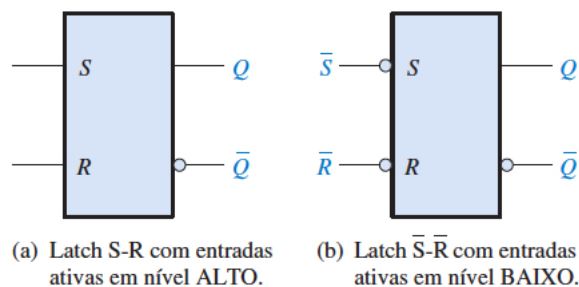 S Q S̅ S Q
R Q̅ R̅ R Q̅
(a) Latch S-R com entradas
ativas em nível ALTO.
(b) Latch S̅-R̅ com entradas
ativas em nível BAIXO.